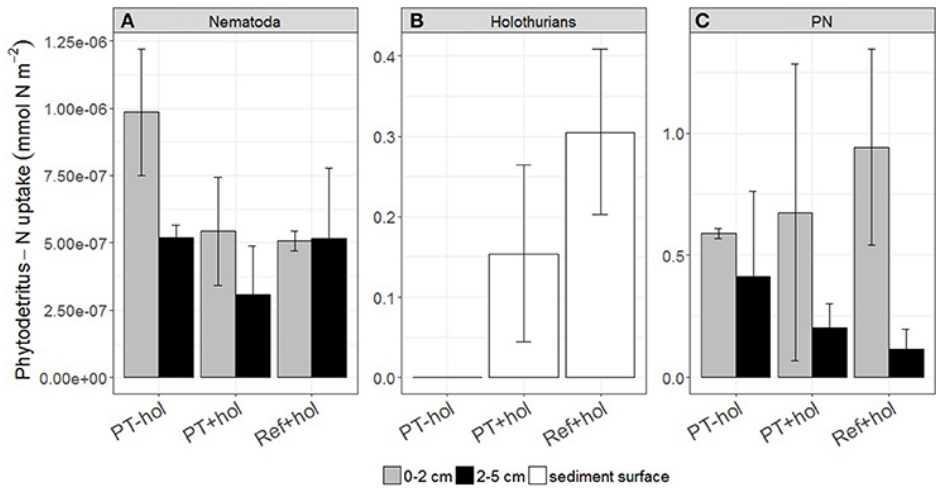 A Nematoda
B Holothurians
C PN
Phytodetritus – N uptake (mmol N m⁻²)
1.25e-06
1.00e-06
7.50e-07
5.00e-07
2.50e-07
0.00e+00
0.4
0.3
0.2
0.1
0.0
1.0
0.5
0.0
PT-hol
PT+hol
Ref+hol
PT-hol
PT+hol
Ref+hol
PT-hol
PT+hol
Ref+hol
0-2 cm 2-5 cm sediment surface